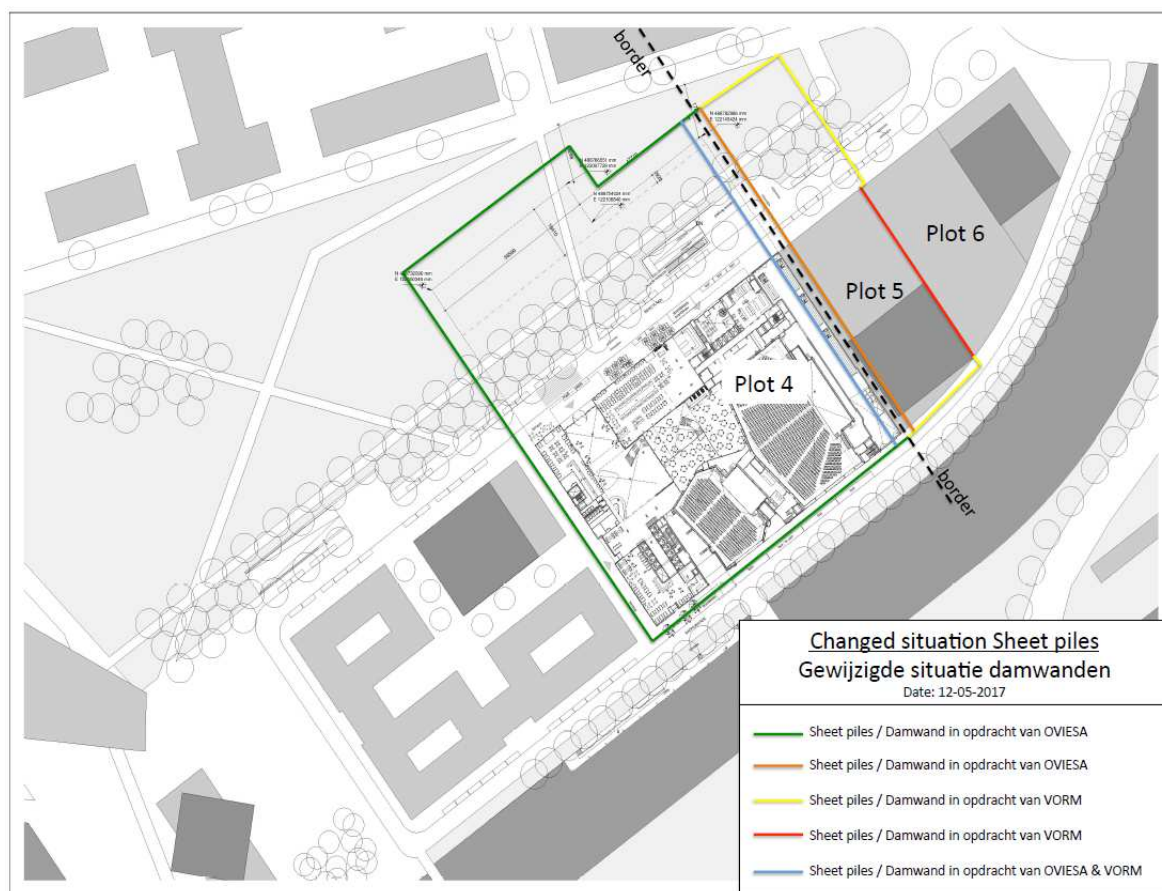 border
Plot 6
Plot 5
Plot 4
border
Changed situation Sheet piles
Gewijzigde situatie damwanden
Date: 12-05-2017
Sheet piles / Damwand in opdracht van OVIESA
Sheet piles / Damwand in opdracht van OVIESA
Sheet piles / Damwand in opdracht van VORM
Sheet piles / Damwand in opdracht van VORM
Sheet piles / Damwand in opdracht van OVIESA & VORM